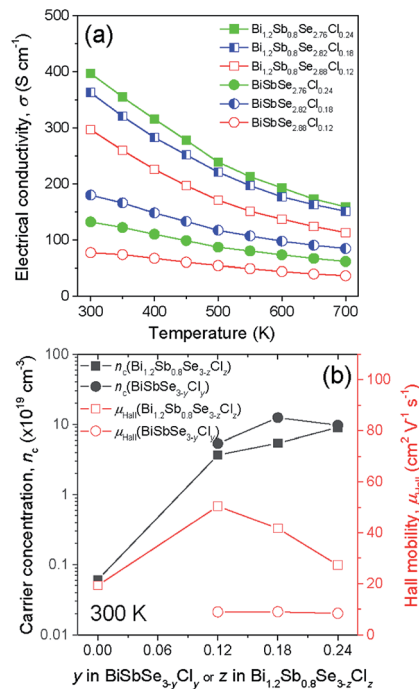 (a)
Bi1.2Sb0.8Se2.76Cl0.24
Bi1.2Sb0.8Se2.82Cl0.18
Bi1.2Sb0.8Se2.88Cl0.12
BiSbSe2.76Cl0.24
BiSbSe2.82Cl0.18
BiSbSe2.88Cl0.12
Electrical conductivity, σ (S cm⁻¹)
500
400
300
200
100
0
300 400 500 600 700
Temperature (K)
(b)
nc(Bi1.2Sb0.8Se3-zClz)
nc(BiSbSe3-yCly)
μHall(Bi1.2Sb0.8Se3-zClz)
μHall(BiSbSe3-yCly)
Carrier concentration, nc (x10¹⁹ cm⁻³)
100
10
1
0.1
0.01
Hall mobility, μHall (cm² V⁻¹ s⁻¹)
100
80
60
40
20
0
300 K
0.00 0.06 0.12 0.18 0.24
y in BiSbSe3-yCly or z in Bi1.2Sb0.8Se3-zClz